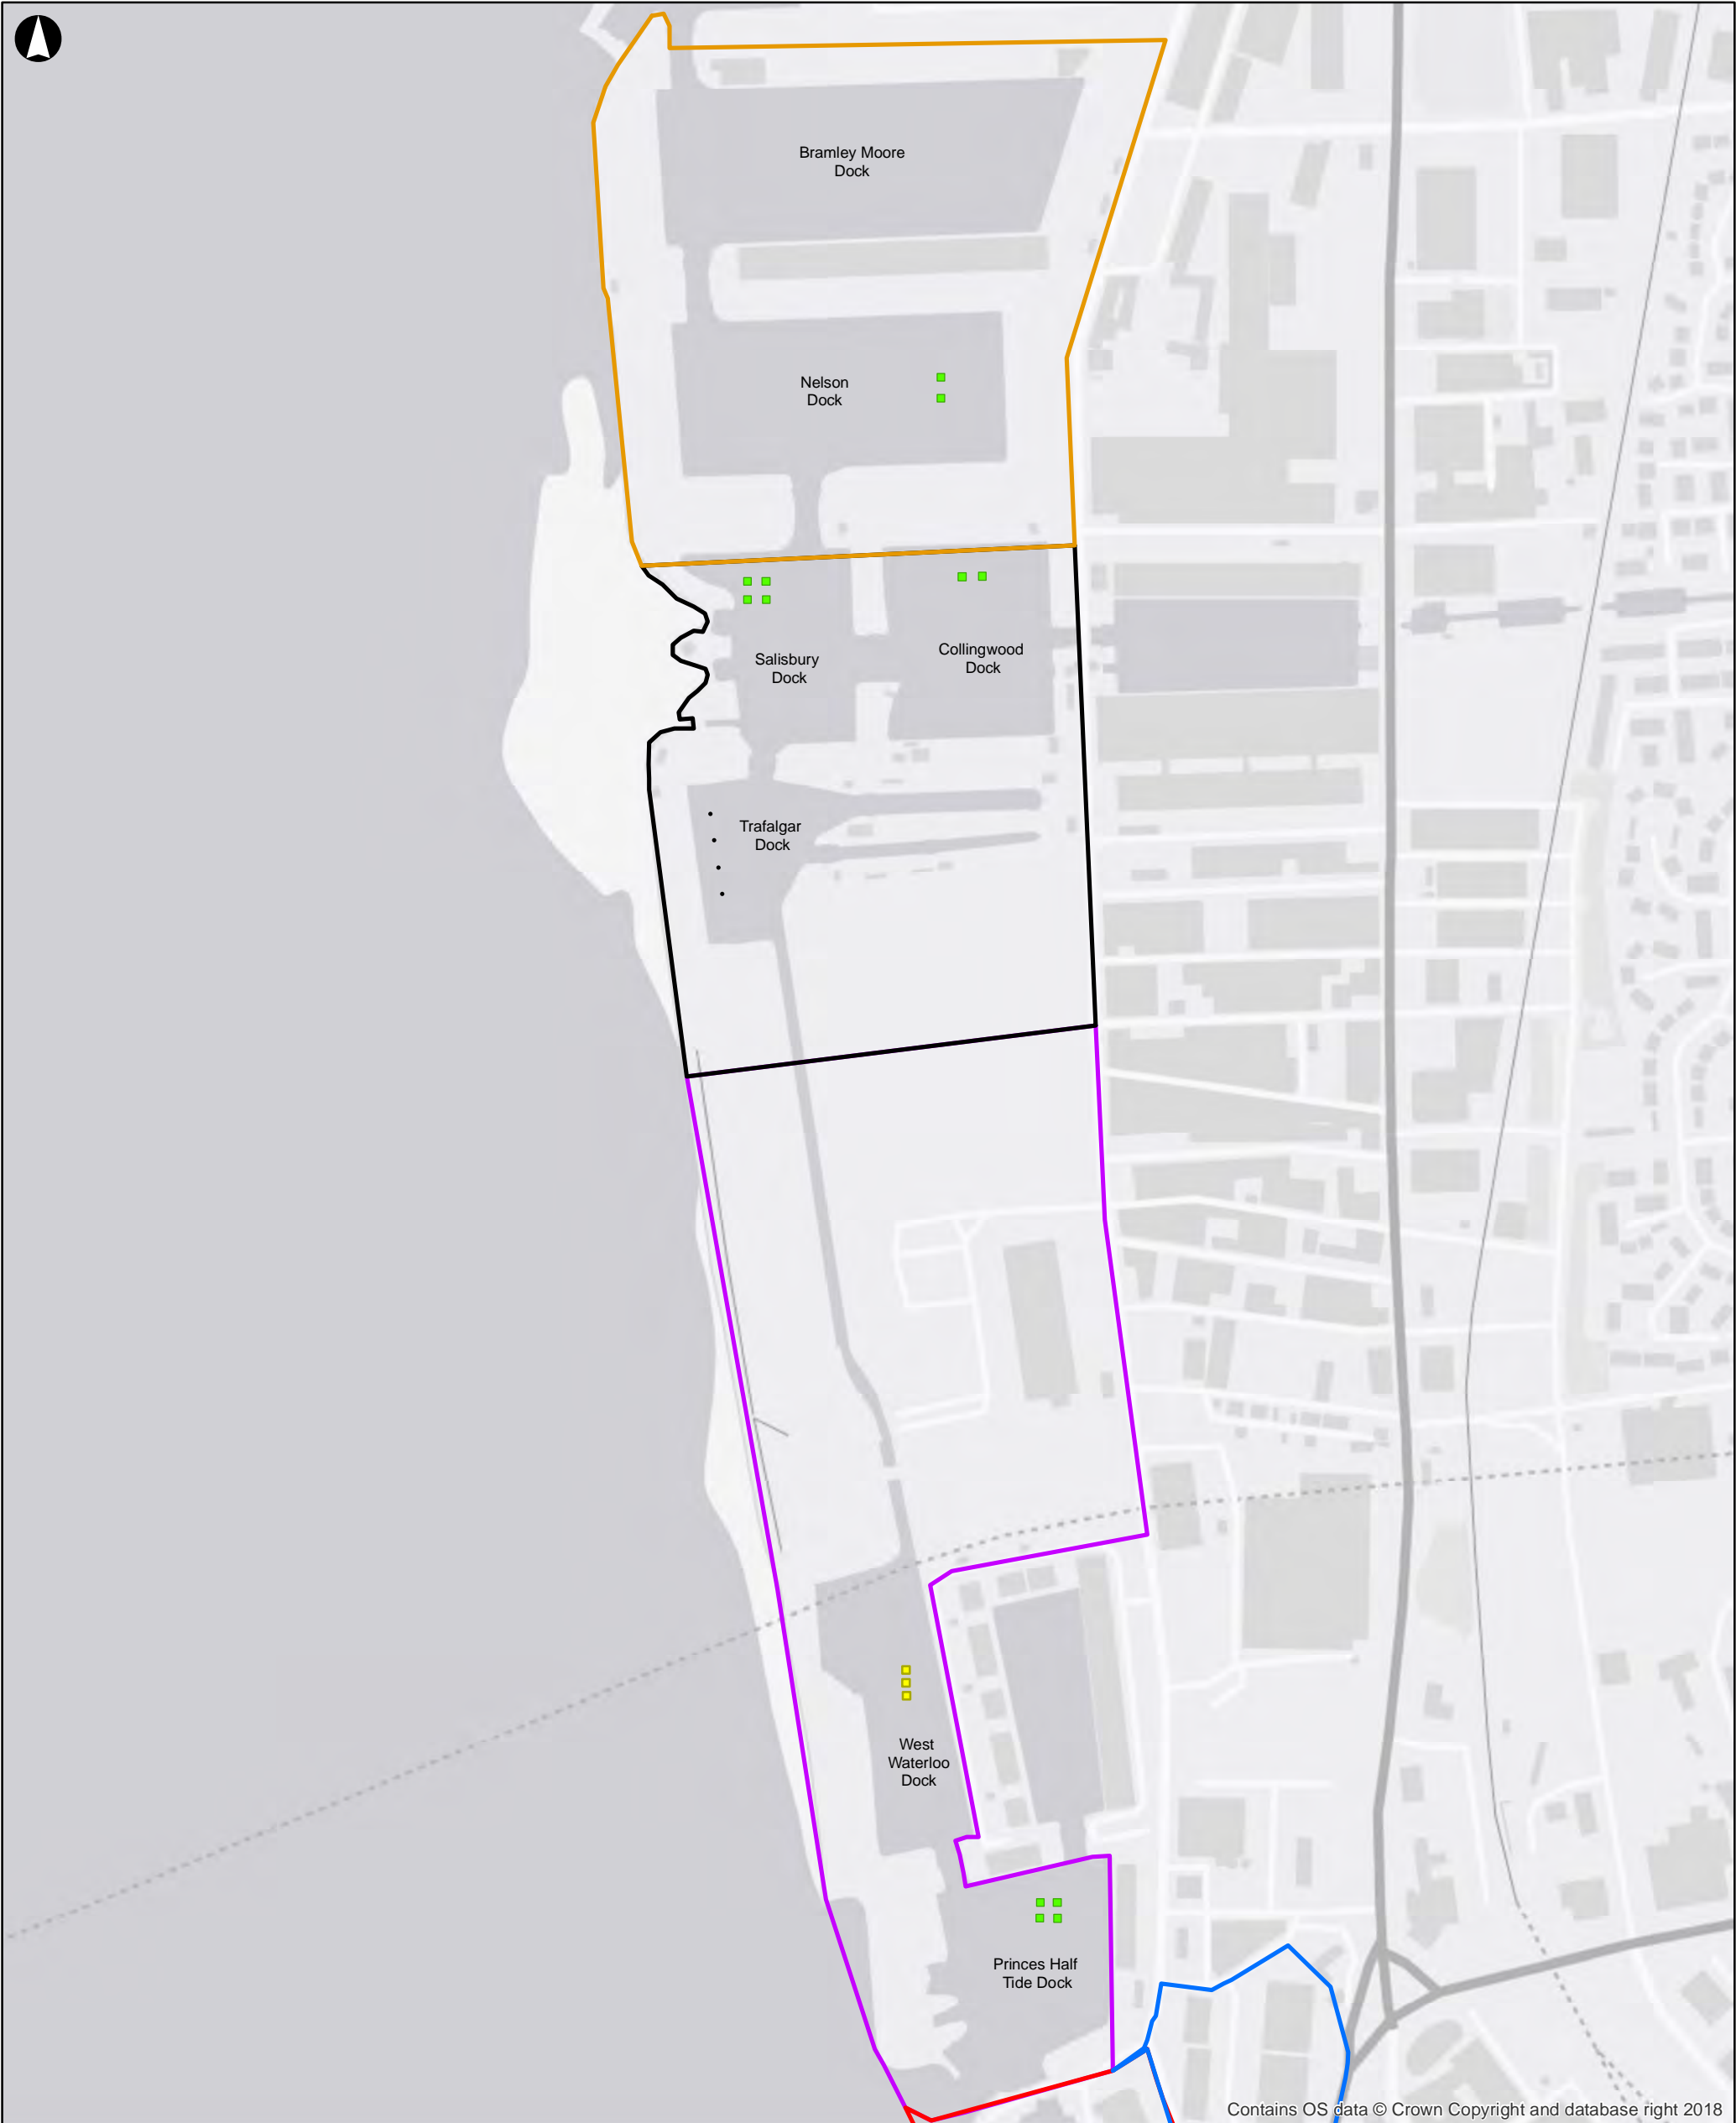 Bramley Moore
Dock
Nelson
Dock
Salisbury
Dock
Collingwood
Dock
Trafalgar
Dock
West
Waterloo
Dock
Princes Half
Tide Dock
Contains OS data © Crown Copyright and database right 2018